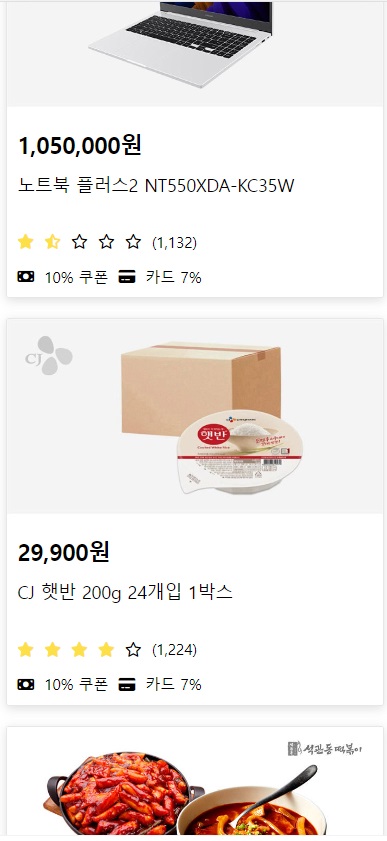 1,050,000원
노트북 플러스2 NT550XDA-KC35W
(1,132)
10% 쿠폰 카드 7%
CJ
햇반
29,900원
CJ 햇반 200g 24개입 1박스
(1,224)
10% 쿠폰 카드 7%
석관동떡볶이